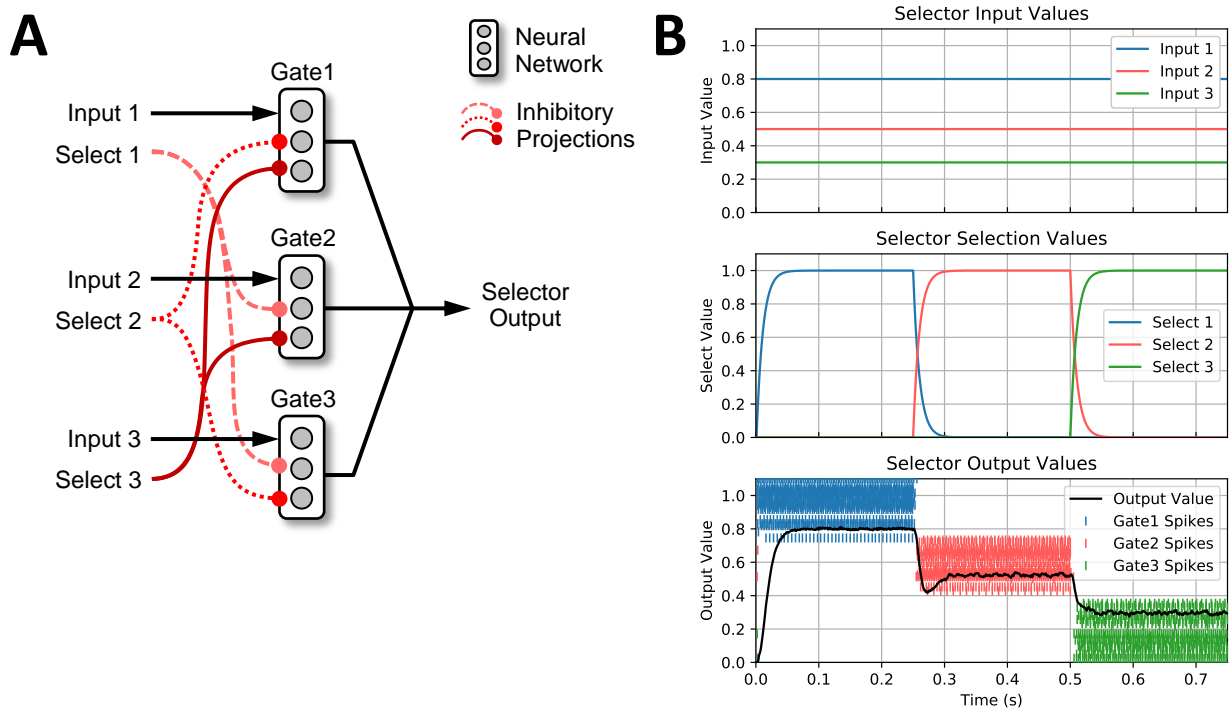 A
Neural
Network
Inhibitory
Projections
Gate1
Input 1
Select 1
Gate2
Input 2
Select 2
Gate3
Input 3
Select 3
Selector
Output
B
Selector Input Values
1.0
0.8
0.6
0.4
0.2
0.0
Input Value
Input 1
Input 2
Input 3
Selector Selection Values
1.0
0.8
0.6
0.4
0.2
0.0
Select Value
Select 1
Select 2
Select 3
Selector Output Values
1.0
0.8
0.6
0.4
0.2
0.0
Output Value
Output Value
Gate1 Spikes
Gate2 Spikes
Gate3 Spikes
0.0 0.1 0.2 0.3 0.4 0.5 0.6 0.7
Time (s)